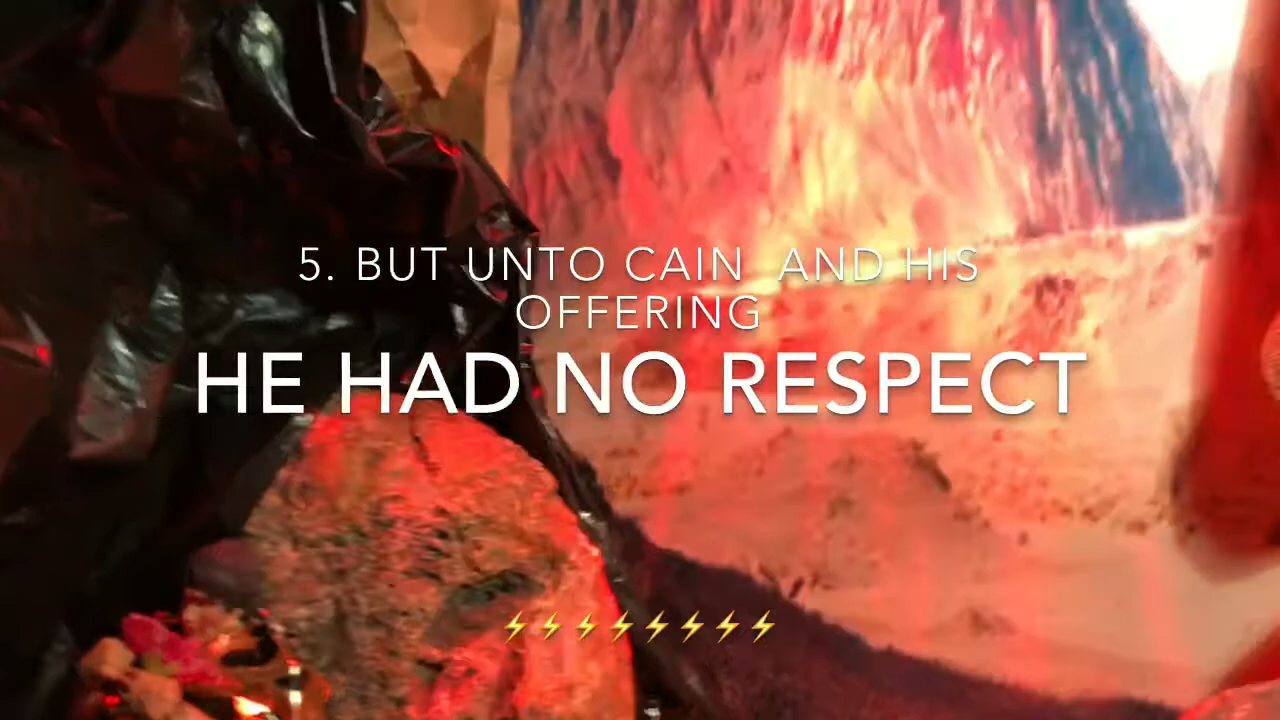 5. BUT UNTO CAIN  AND HIS
OFFERING
HE HAD NO RESPECT
⚡⚡⚡⚡⚡⚡⚡⚡